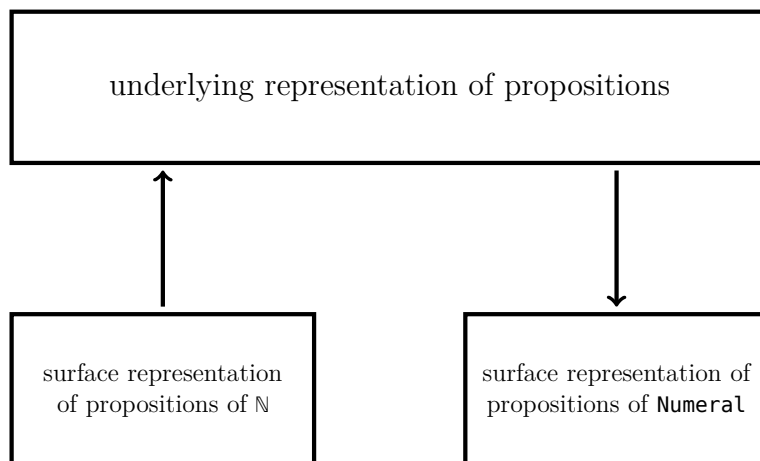 underlying representation of propositions
surface representation
of propositions of ℕ
surface representation of
propositions of Numeral